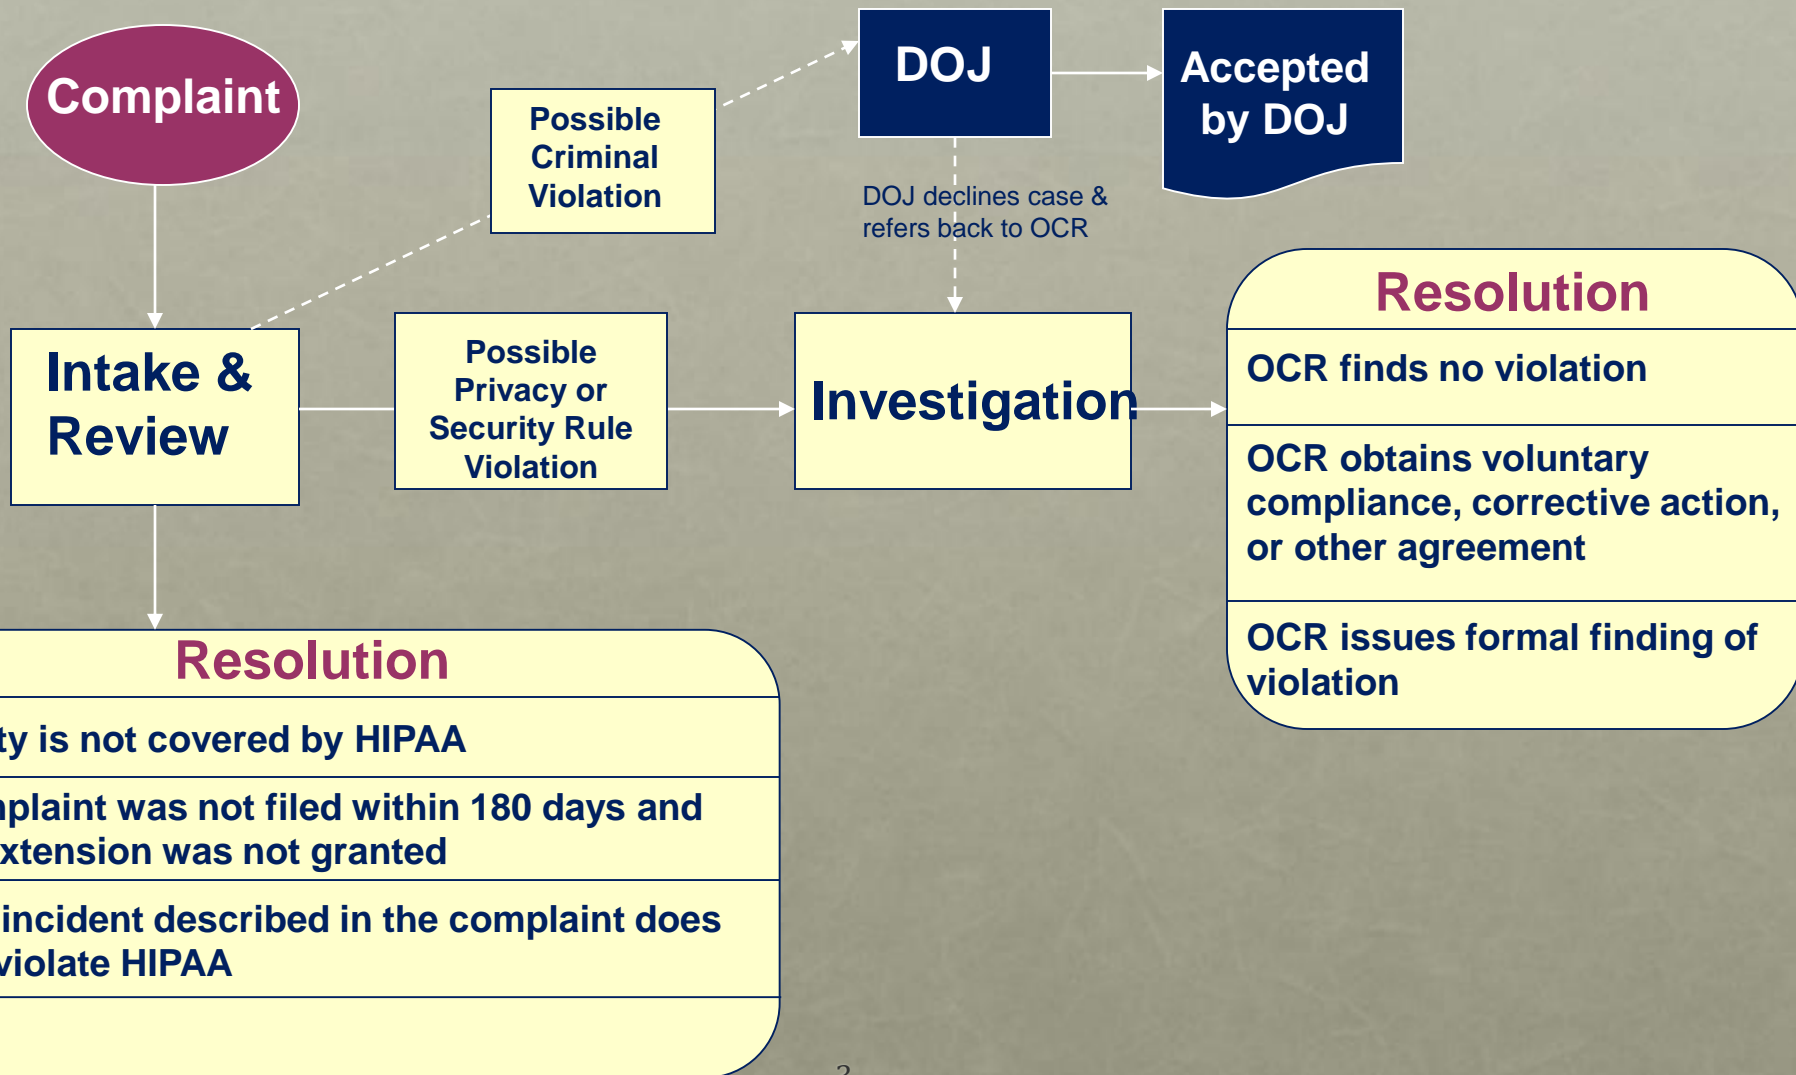 Complaint
Possible
Criminal
Violation
DOJ
Accepted
by DOJ
DOJ declines case &
refers back to OCR
Intake &
Review
Possible
Privacy or
Security Rule
Violation
Investigation
Resolution
OCR finds no violation
OCR obtains voluntary
compliance, corrective action,
or other agreement
OCR issues formal finding of
violation
Resolution
is not covered by HIPAA
was not filed within 180 days and
was not granted
incident described in the complaint does
violate HIPAA